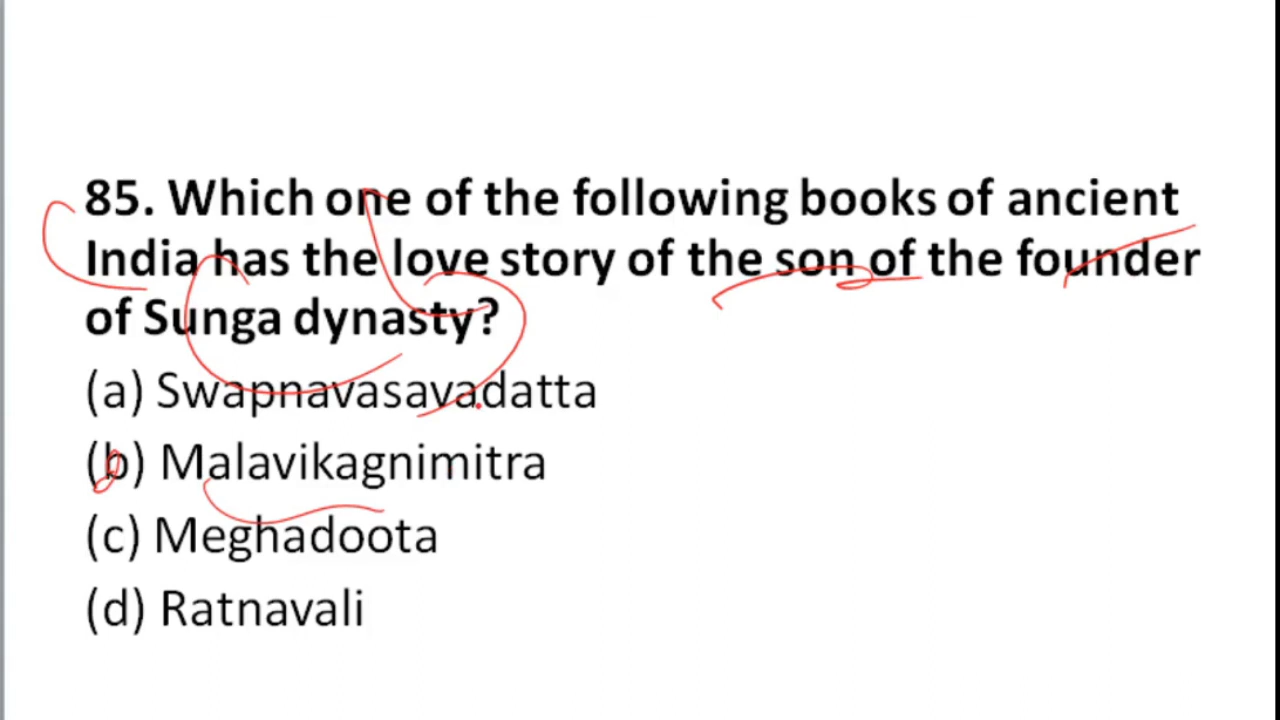 85. Which one of the following books of ancient
India has the love story of the son of the founder
of Sunga dynasty?
(a) Swapnavasavadatta
(b) Malavikagnimitra
(c) Meghadoota
(d) Ratnavali